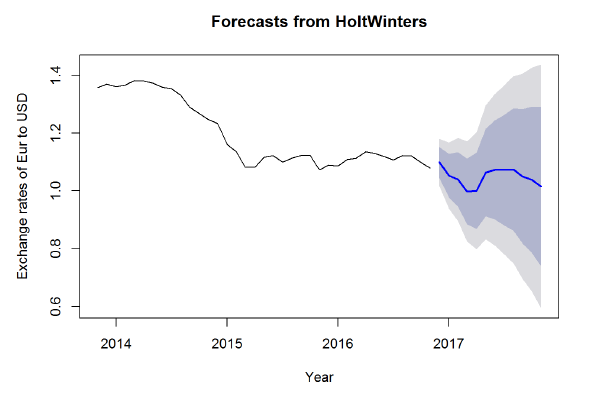 Forecasts from HoltWinters
Exchange rates of Eur to USD
1.4
1.2
1.0
0.8
0.6
2014 2015 2016 2017
Year